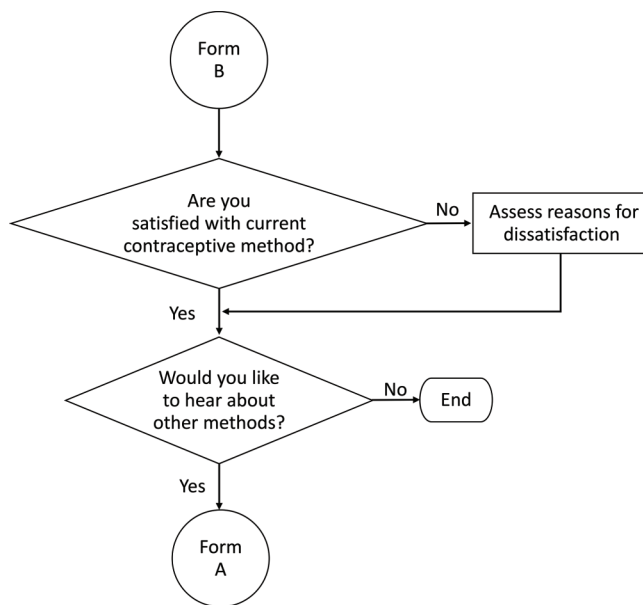 Form
B
Are you
satisfied with current
contraceptive method?
No
Assess reasons for
dissatisfaction
Yes
Would you like
to hear about
other methods?
No
End
Yes
Form
A